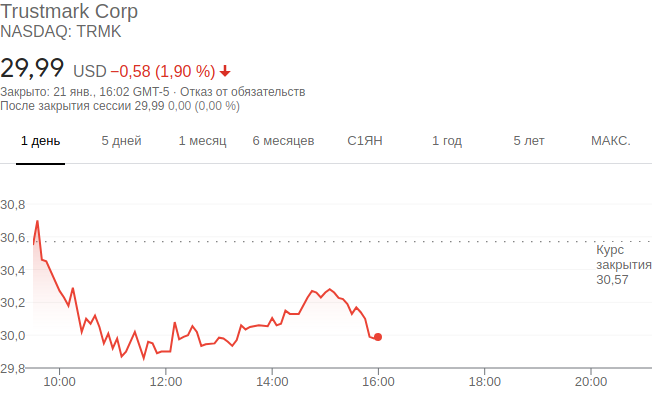 Trustmark Corp
NASDAQ: TRMK
29,99 USD −0,58 (1,90 %)
Закрыто: 21 янв., 16:02 GMT-5 · Отказ от обязательств
После закрытия сессии 29,99 0,00 (0,00 %)
1 день 5 дней 1 месяц 6 месяцев С1ЯН 1 год 5 лет МАКС.
30,8
30,6
Курс
закрытия
30,57
30,4
30,2
30,0
29,8
10:00 12:00 14:00 16:00 18:00 20:00